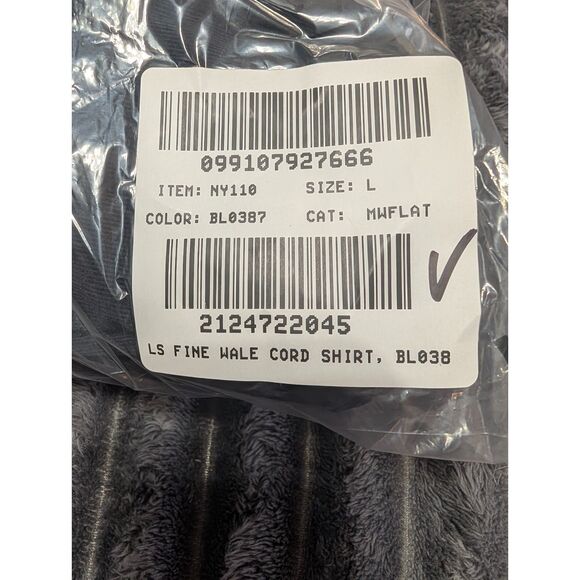 099107927666
ITEM: NY110 SIZE: L
COLOR: BL0387 CAT: MWFLAT
2124722045
LS FINE WALE CORD SHIRT, BL038